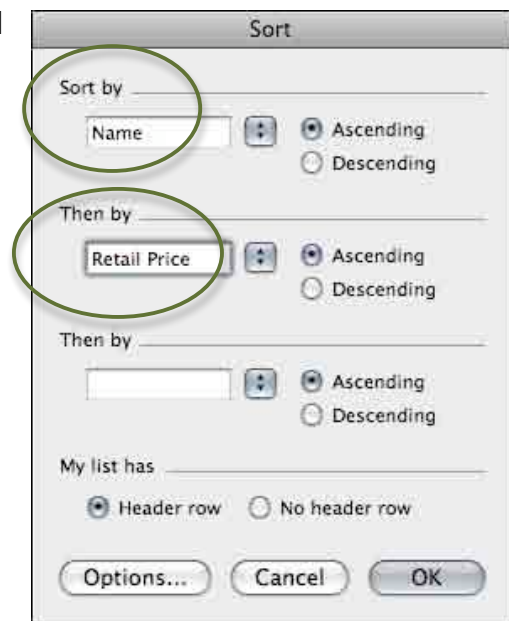 Sort
Sort by
Name
Ascending
Descending
Then by
Retail Price
Ascending
Descending
Then by
Ascending
Descending
My list has
Header row No header row
Options... Cancel OK